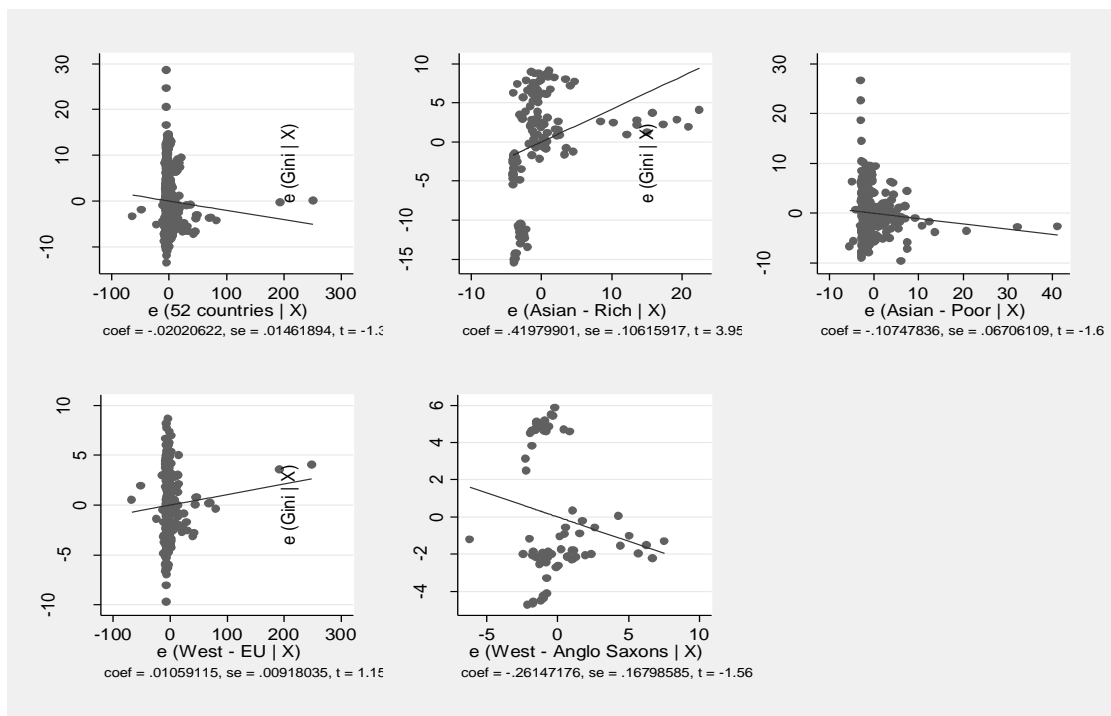 30
20
10
0
-10
-100 0 100 200 300
e (52 countries | X)
coef = -.02020622, se = .01461894, t = -1.3
e (Gini | X)
10
5
0
-5
-10
-15
-10 0 10 20
e (Asian - Rich | X)
coef = .41979901, se = .10615917, t = 3.95
e (Gini | X)
30
20
10
0
-10
-10 0 10 20 30 40
e (Asian - Poor | X)
coef = -.10747836, se = .06706109, t = -1.6
10
5
0
-5
-10
-100 0 100 200 300
e (West - EU | X)
coef = .01059115, se = .00918035, t = 1.15
e (Gini | X)
6
4
2
0
-2
-4
-5 0 5 10
e (West - Anglo Saxons | X)
coef = -.26147176, se = .16798585, t = -1.56